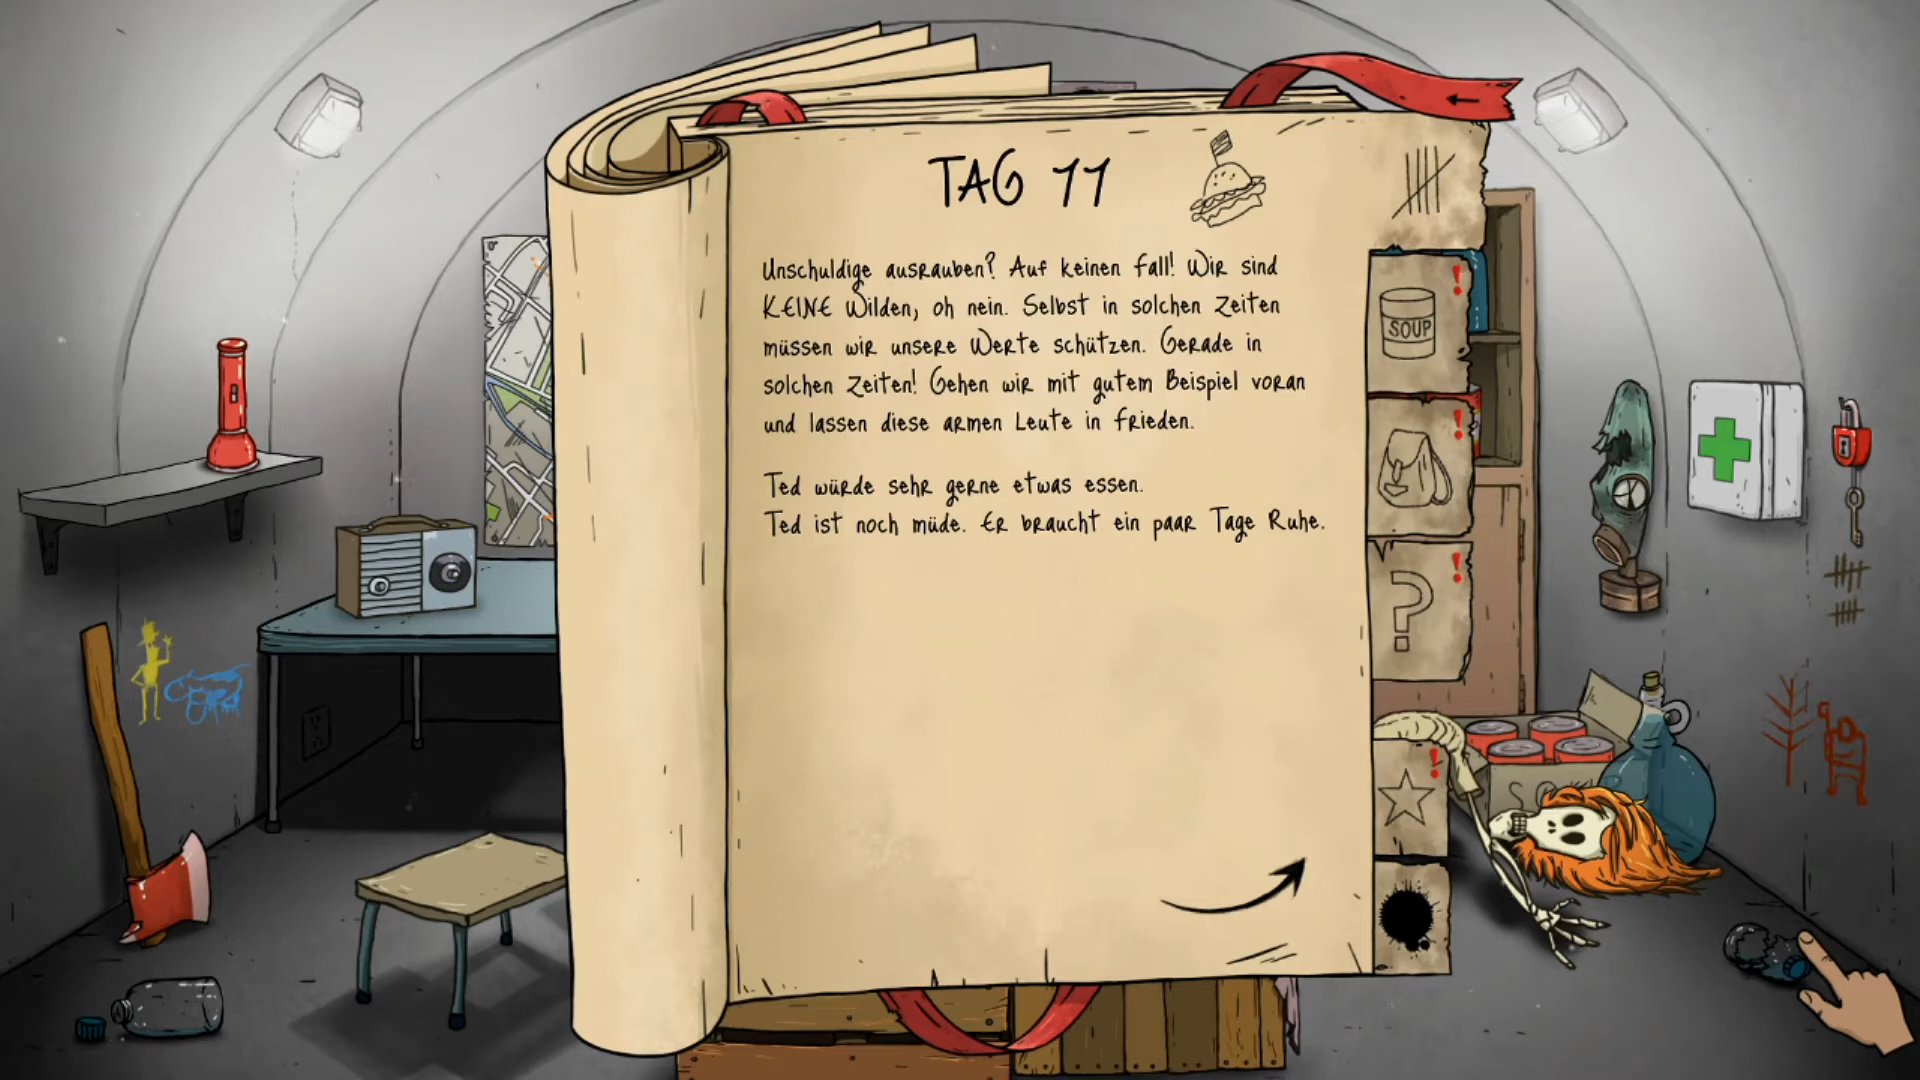 TAG 11
Unschuldige ausrauben? Auf keinen Fall! Wir sind
KEINE Wilden, oh nein. Selbst in solchen Zeiten
müssen wir unsere Werte schützen. Gerade in
solchen Zeiten! Gehen wir mit gutem Beispiel voran
und lassen diese armen Leute in Frieden.
Ted würde sehr gerne etwas essen.
Ted ist noch müde. Er braucht ein paar Tage Ruhe.
!
SOUP
!
!
?
!